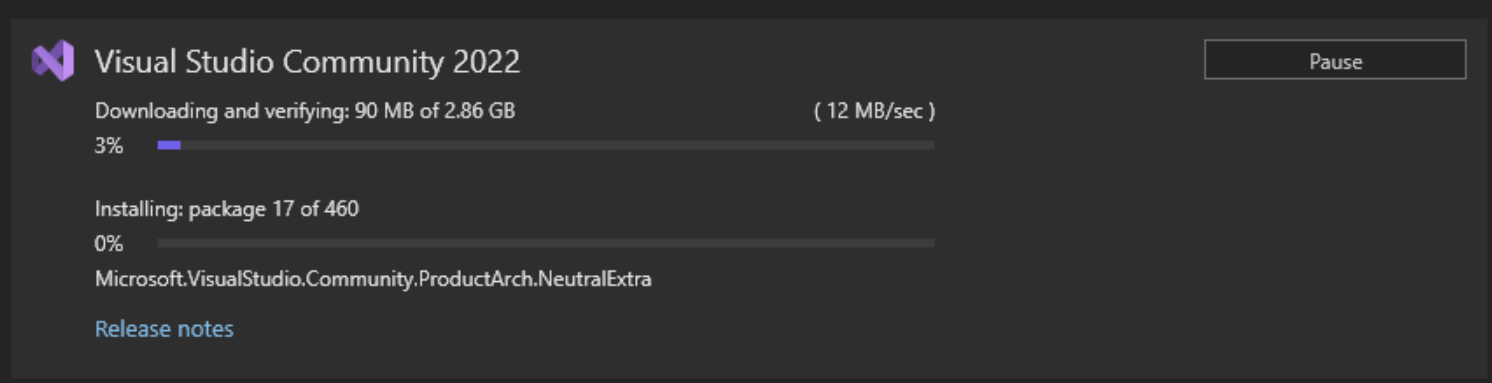 Visual Studio Community 2022
Pause
Downloading and verifying: 90 MB of 2.86 GB
( 12 MB/sec )
3%
Installing: package 17 of 460
0%
Microsoft.VisualStudio.Community.ProductArch.NeutralExtra
Release notes